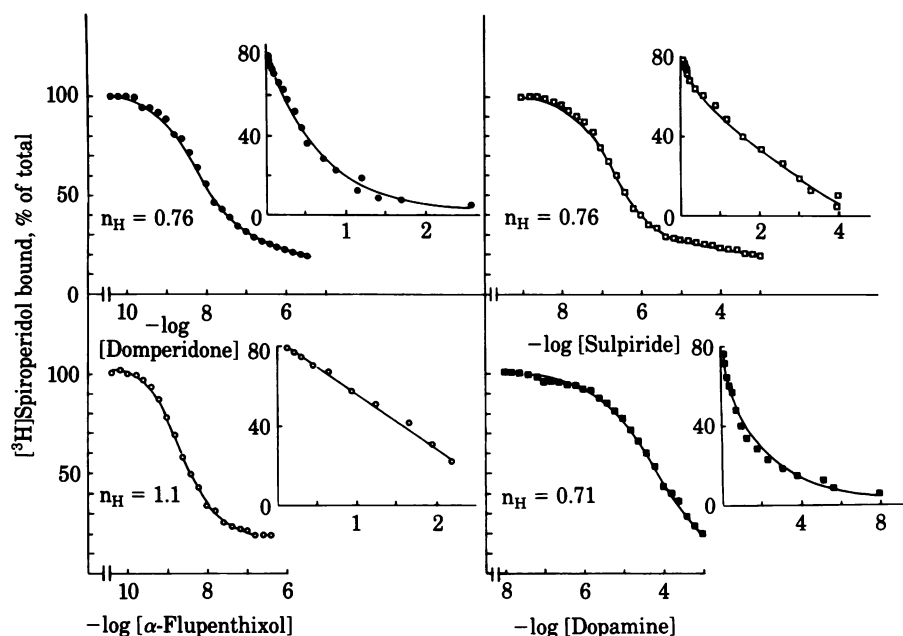 [³H]Spiroperidol bound, % of total
100
50
0
n_H = 0.76
10 8 6
−log
[Domperidone]
80
40
0
1 2
n_H = 0.76
8 6 4
−log [Sulpiride]
80
40
0
2 4
100
50
n_H = 1.1
10 8 6
−log [α-Flupenthixol]
80
40
0
1 2
n_H = 0.71
8 6 4
−log [Dopamine]
80
40
0
4 8